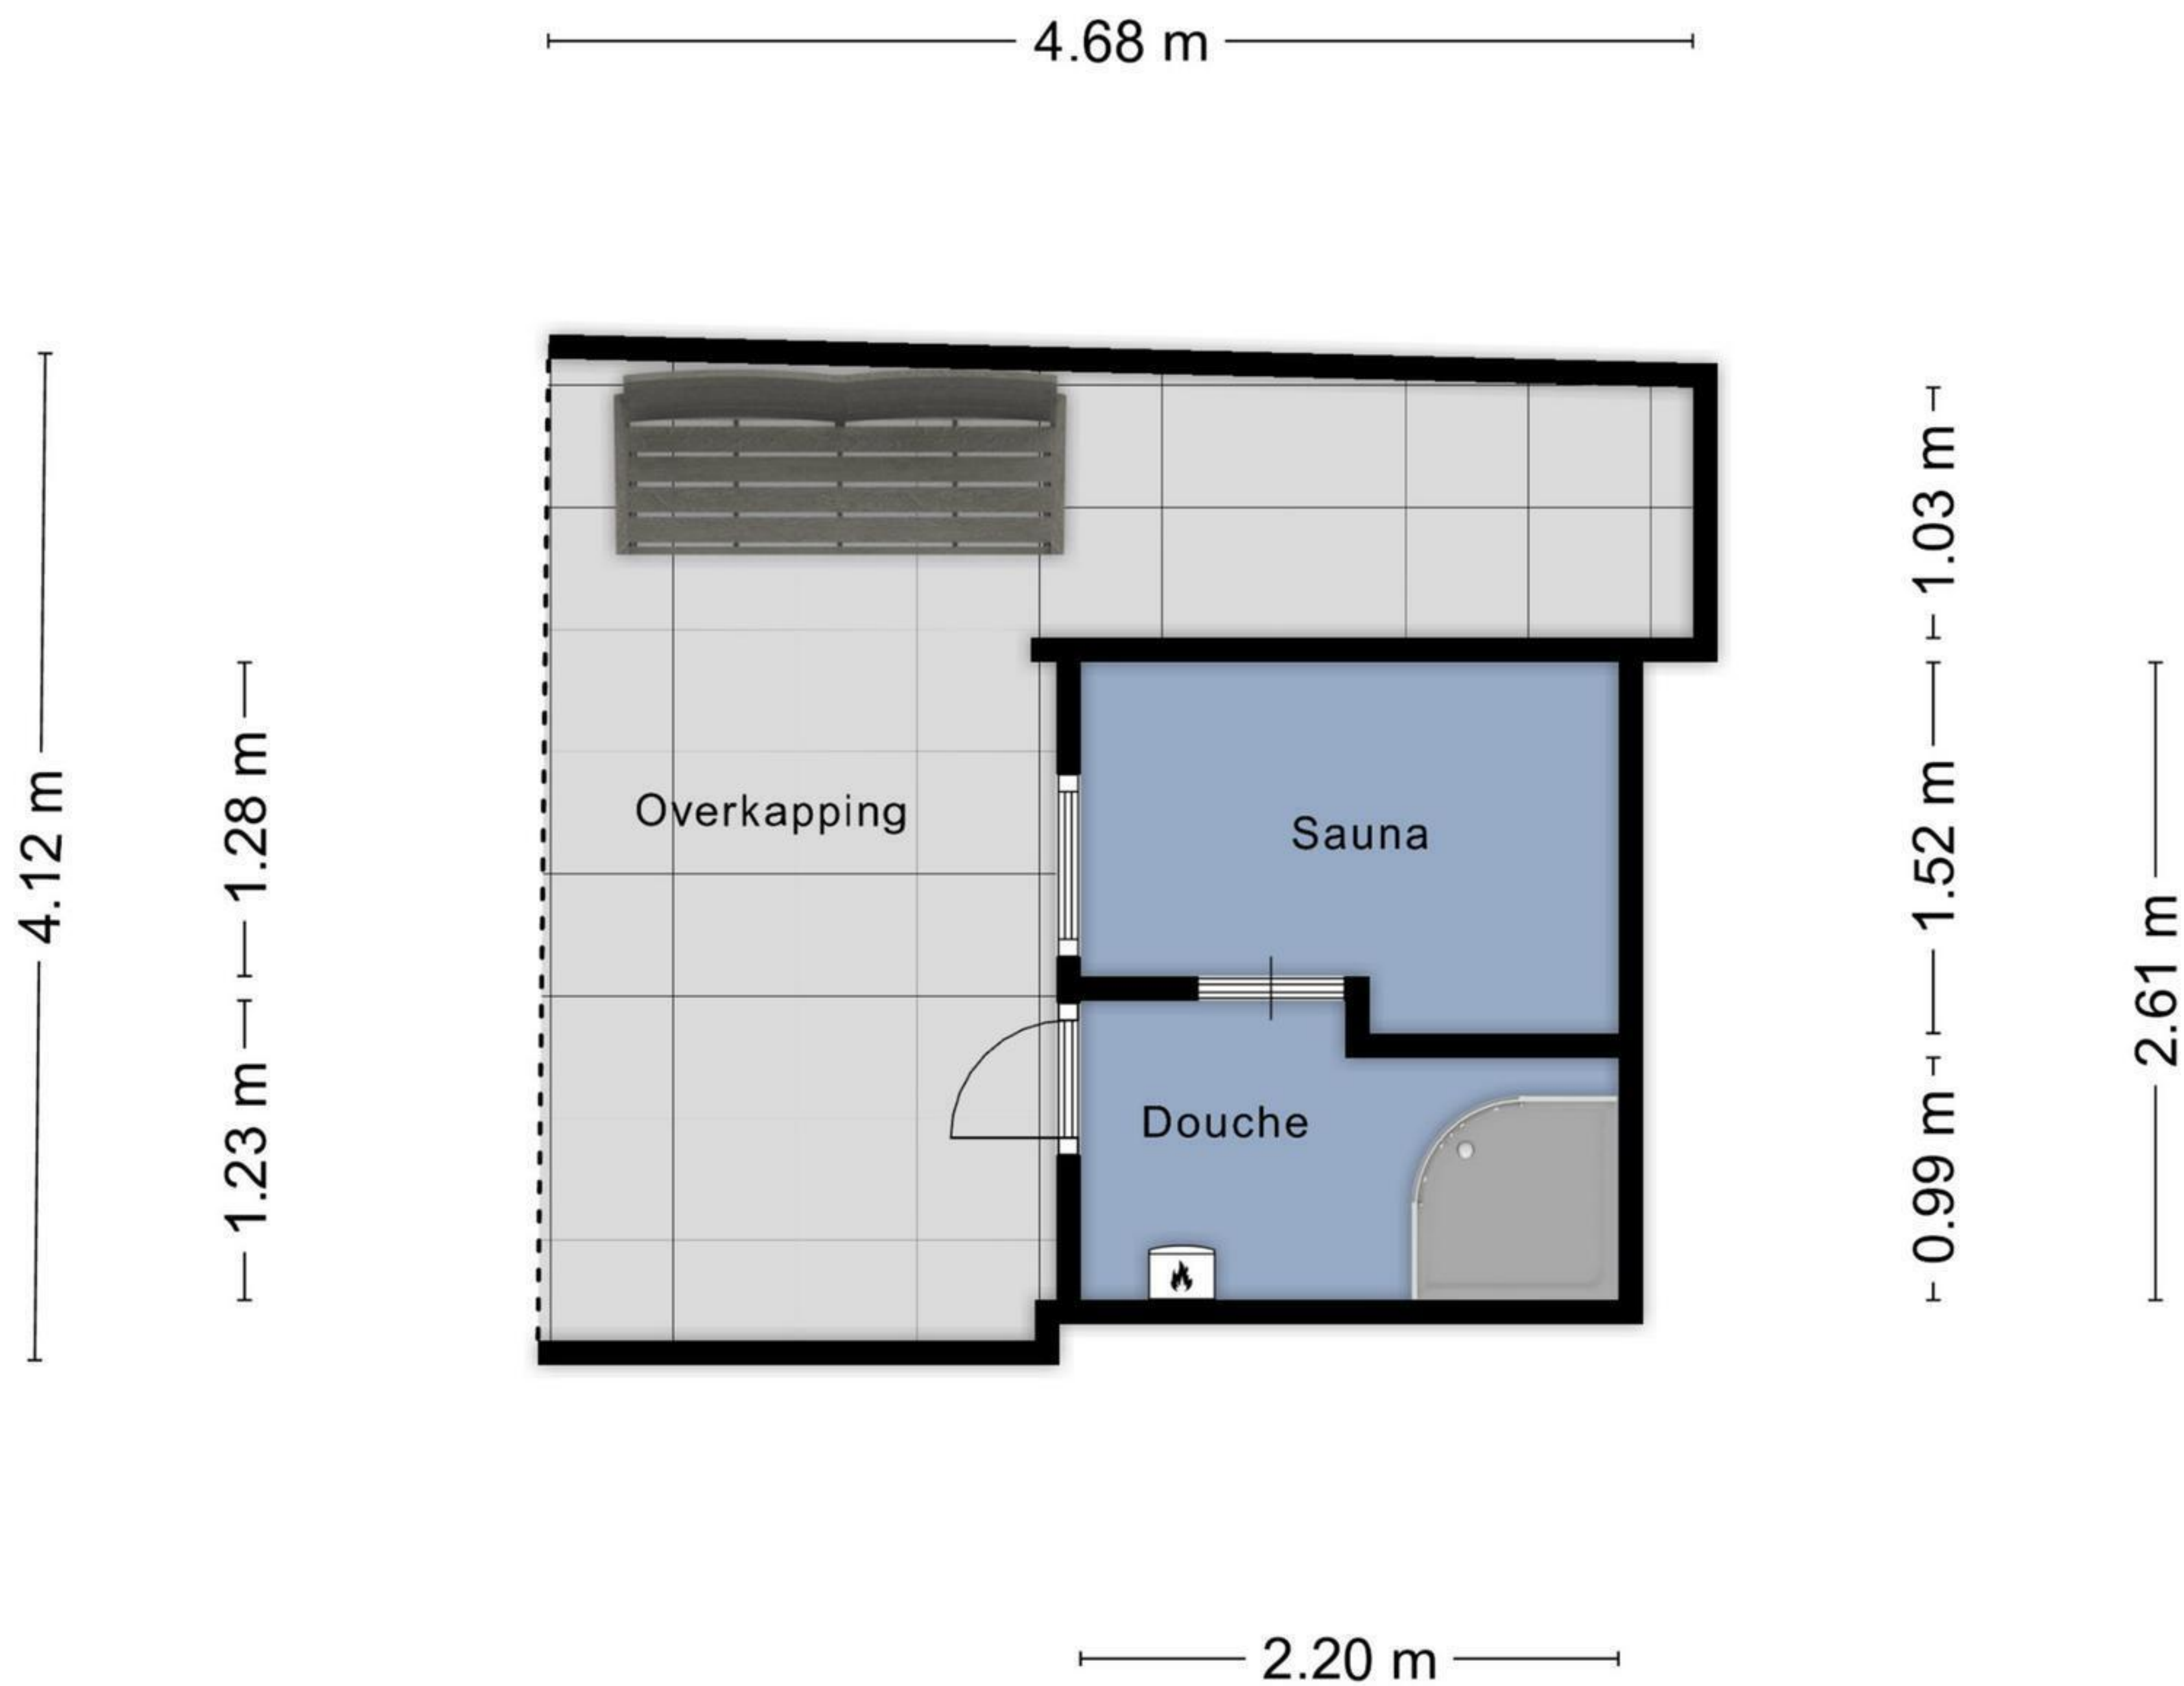 4.68 m
4.12 m
1.28 m
1.23 m
Overkapping
Sauna
Douche
1.03 m
1.52 m
0.99 m
2.61 m
2.20 m